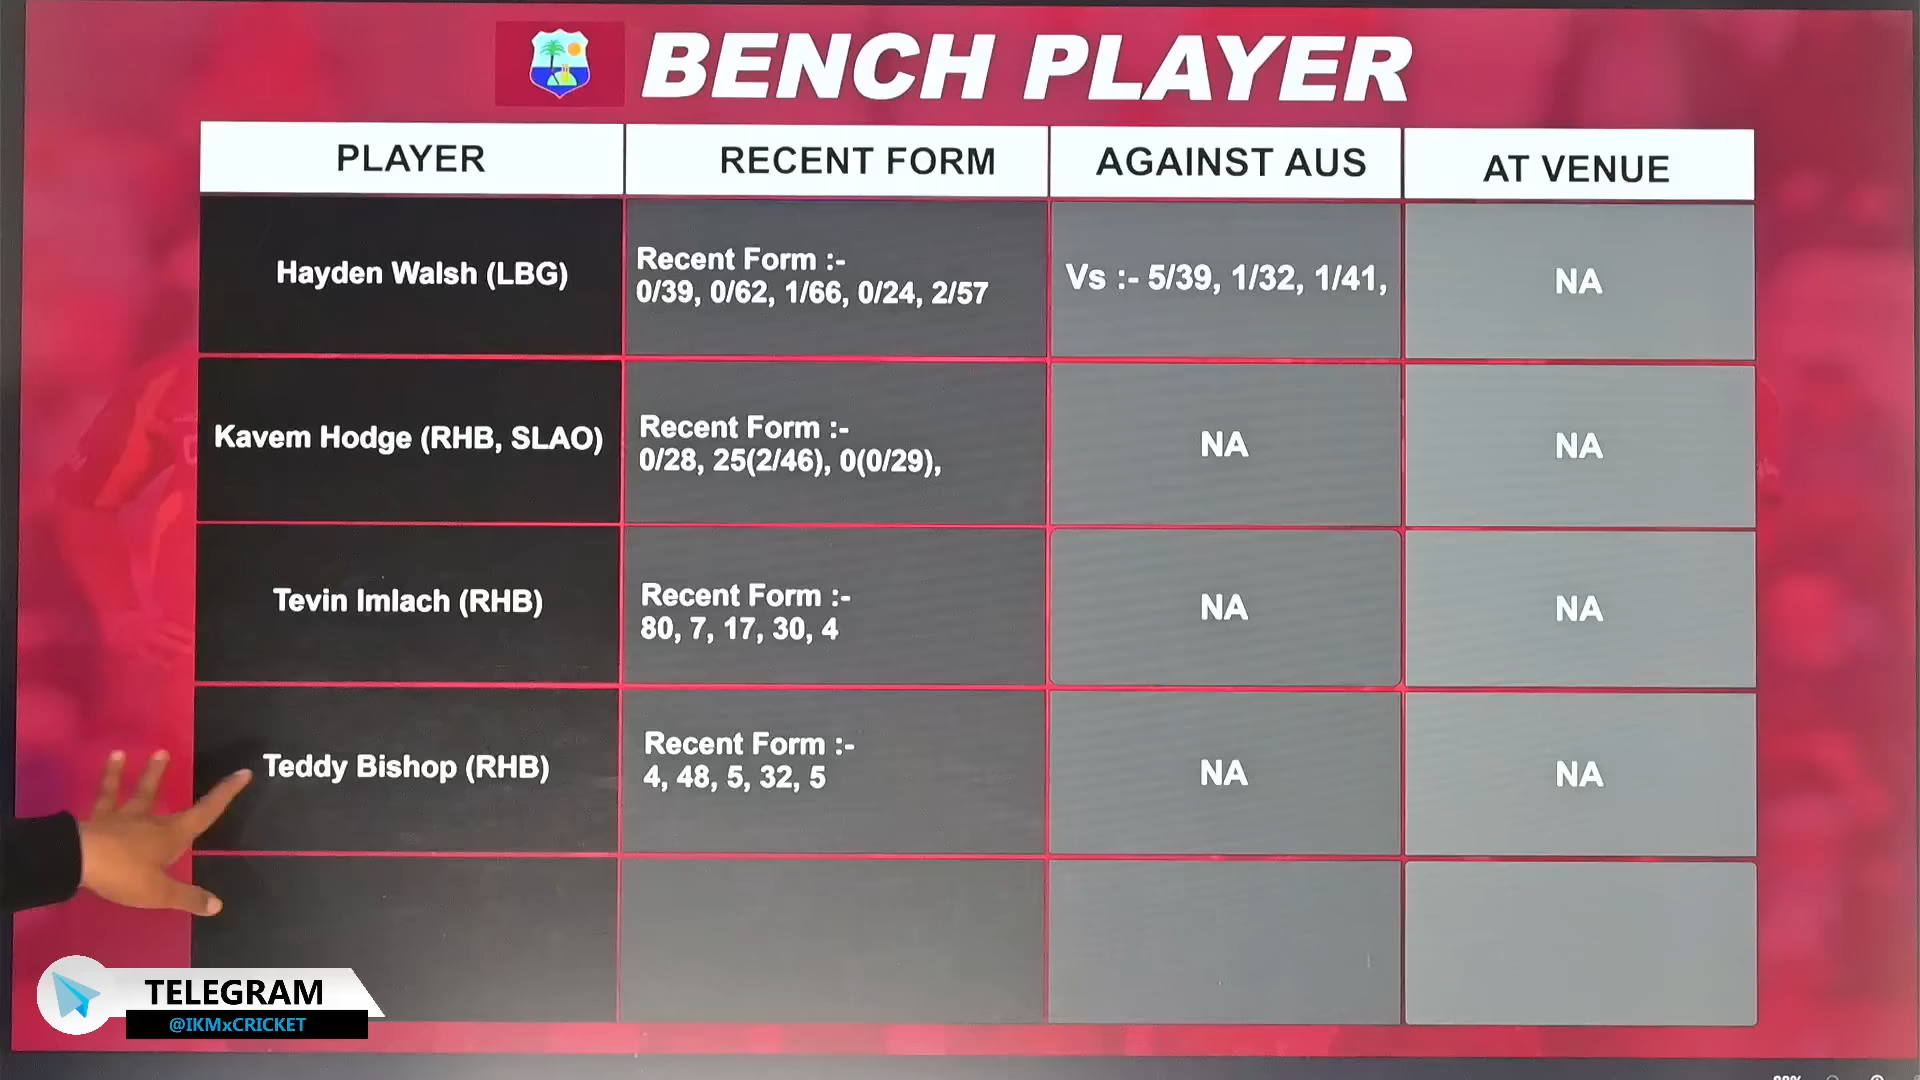 BENCH PLAYER
PLAYER
RECENT FORM
AGAINST AUS
AT VENUE
Hayden Walsh (LBG)
Recent Form :-
0/39, 0/62, 1/66, 0/24, 2/57
Vs :- 5/39, 1/32, 1/41,
NA
Kavem Hodge (RHB, SLAO)
Recent Form :-
0/28, 25(2/46), 0(0/29),
NA
NA
Tevin Imlach (RHB)
Recent Form :-
80, 7, 17, 30, 4
NA
NA
Teddy Bishop (RHB)
Recent Form :-
4, 48, 5, 32, 5
NA
NA
TELEGRAM
@IKMxCRICKET